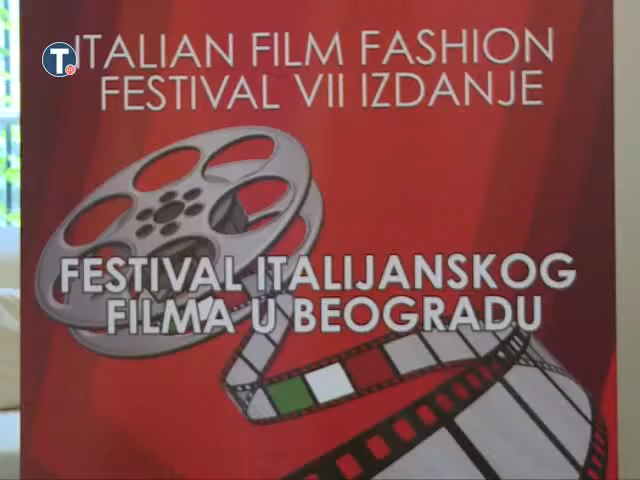 T
ITALIAN FILM FASHION
FESTIVAL VII IZDANJE
FESTIVAL ITALIJANSKOG
FILMA U BEOGRADU